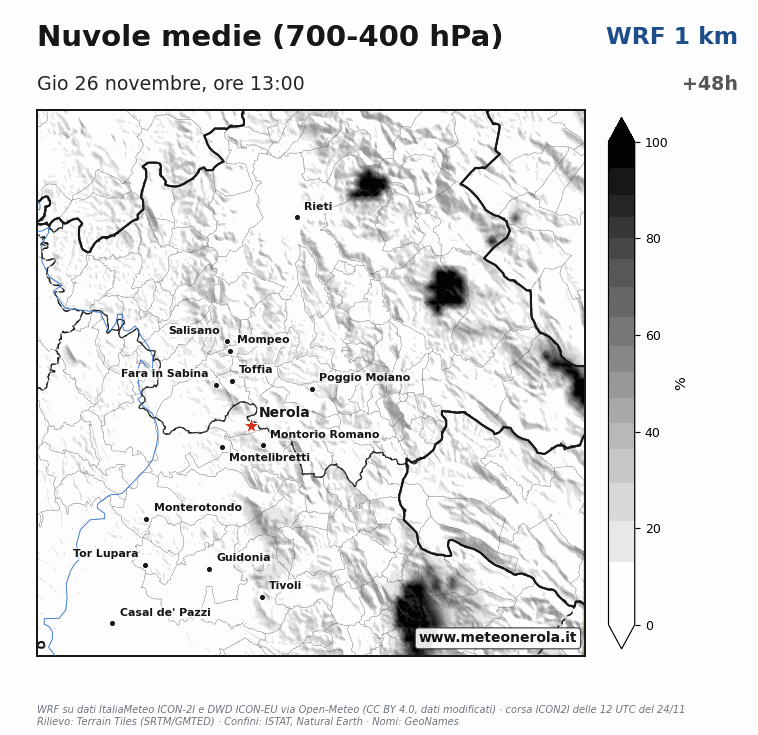 Nuvole medie (700-400 hPa)
WRF 1 km
Gio 26 novembre, ore 13:00
+48h
Rieti
Salisano
Mompeo
Toffia
Fara in Sabina
Poggio Moiano
Nerola
Montorio Romano
Montelibretti
Monterotondo
Tor Lupara
Guidonia
Tivoli
Casal de' Pazzi
www.meteonerola.it
100
80
60
40
20
0
%
WRF su dati ItaliaMeteo ICON-2I e DWD ICON-EU via Open-Meteo (CC BY 4.0, dati modificati) · corsa ICON2I delle 12 UTC del 24/11
Rilievo: Terrain Tiles (SRTM/GMTED) · Confini: ISTAT, Natural Earth · Nomi: GeoNames